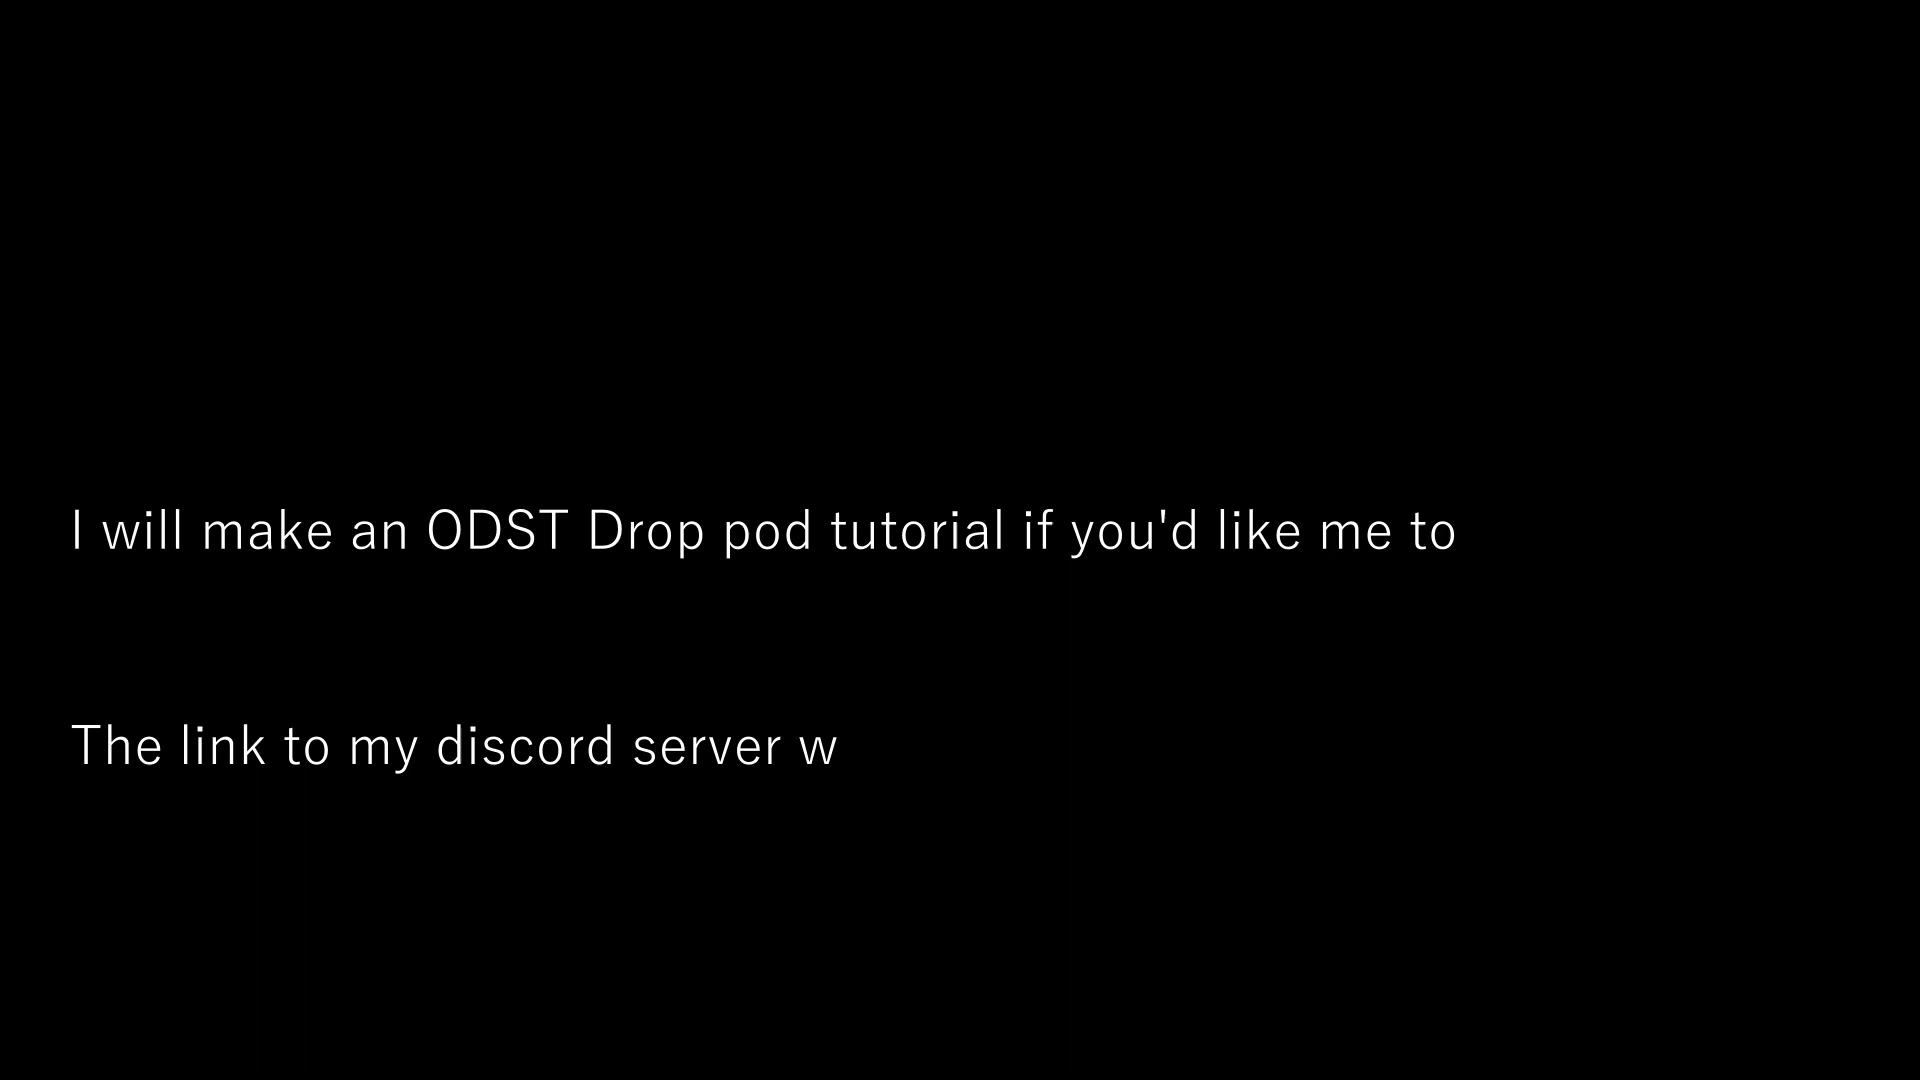 I will make an ODST Drop pod tutorial if you'd like me to
The link to my discord server w